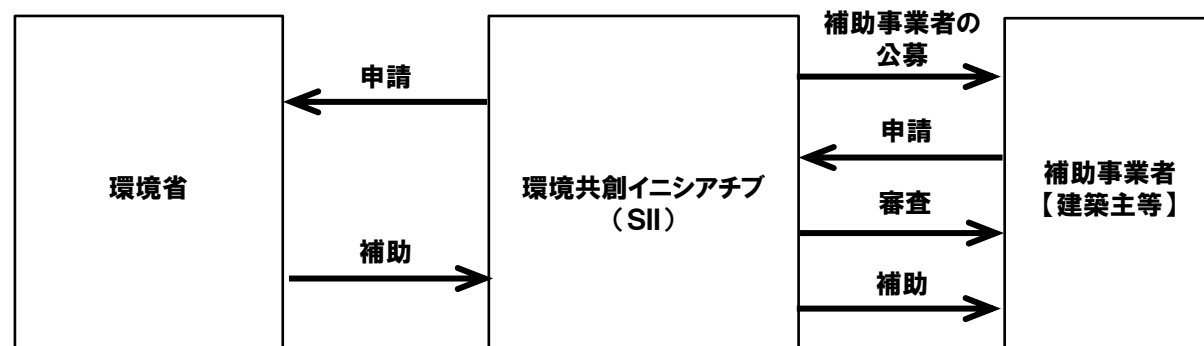 環境省
申請
補助
環境共創イニシアチブ
（SII）
補助事業者の
公募
申請
審査
補助
補助事業者
【建築主等】